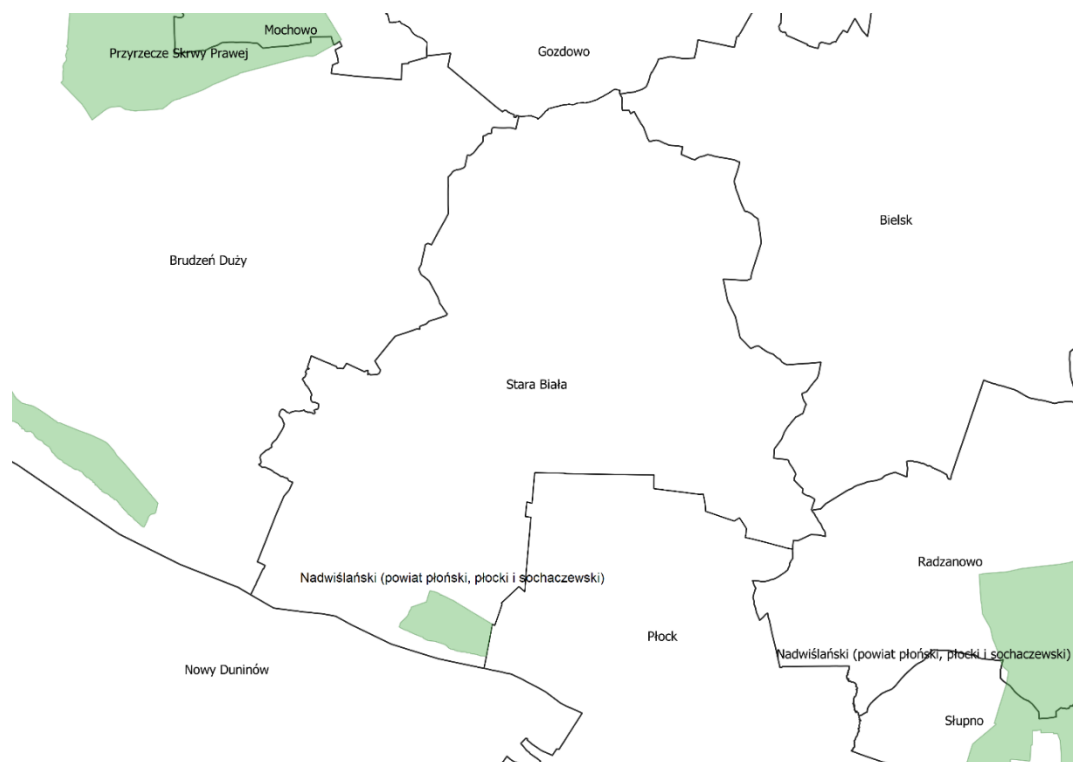 Mochowo
Gozdowo
Przyrzecze Skrwy Prawej
Bielsk
Brudzeń Duży
Stara Biała
Radzanowo
Nadwiślański (powiat płoński, płocki i sochaczewski)
Płock
Nadwiślański (powiat płoński, płocki i sochaczewski)
Nowy Duninów
Słupno